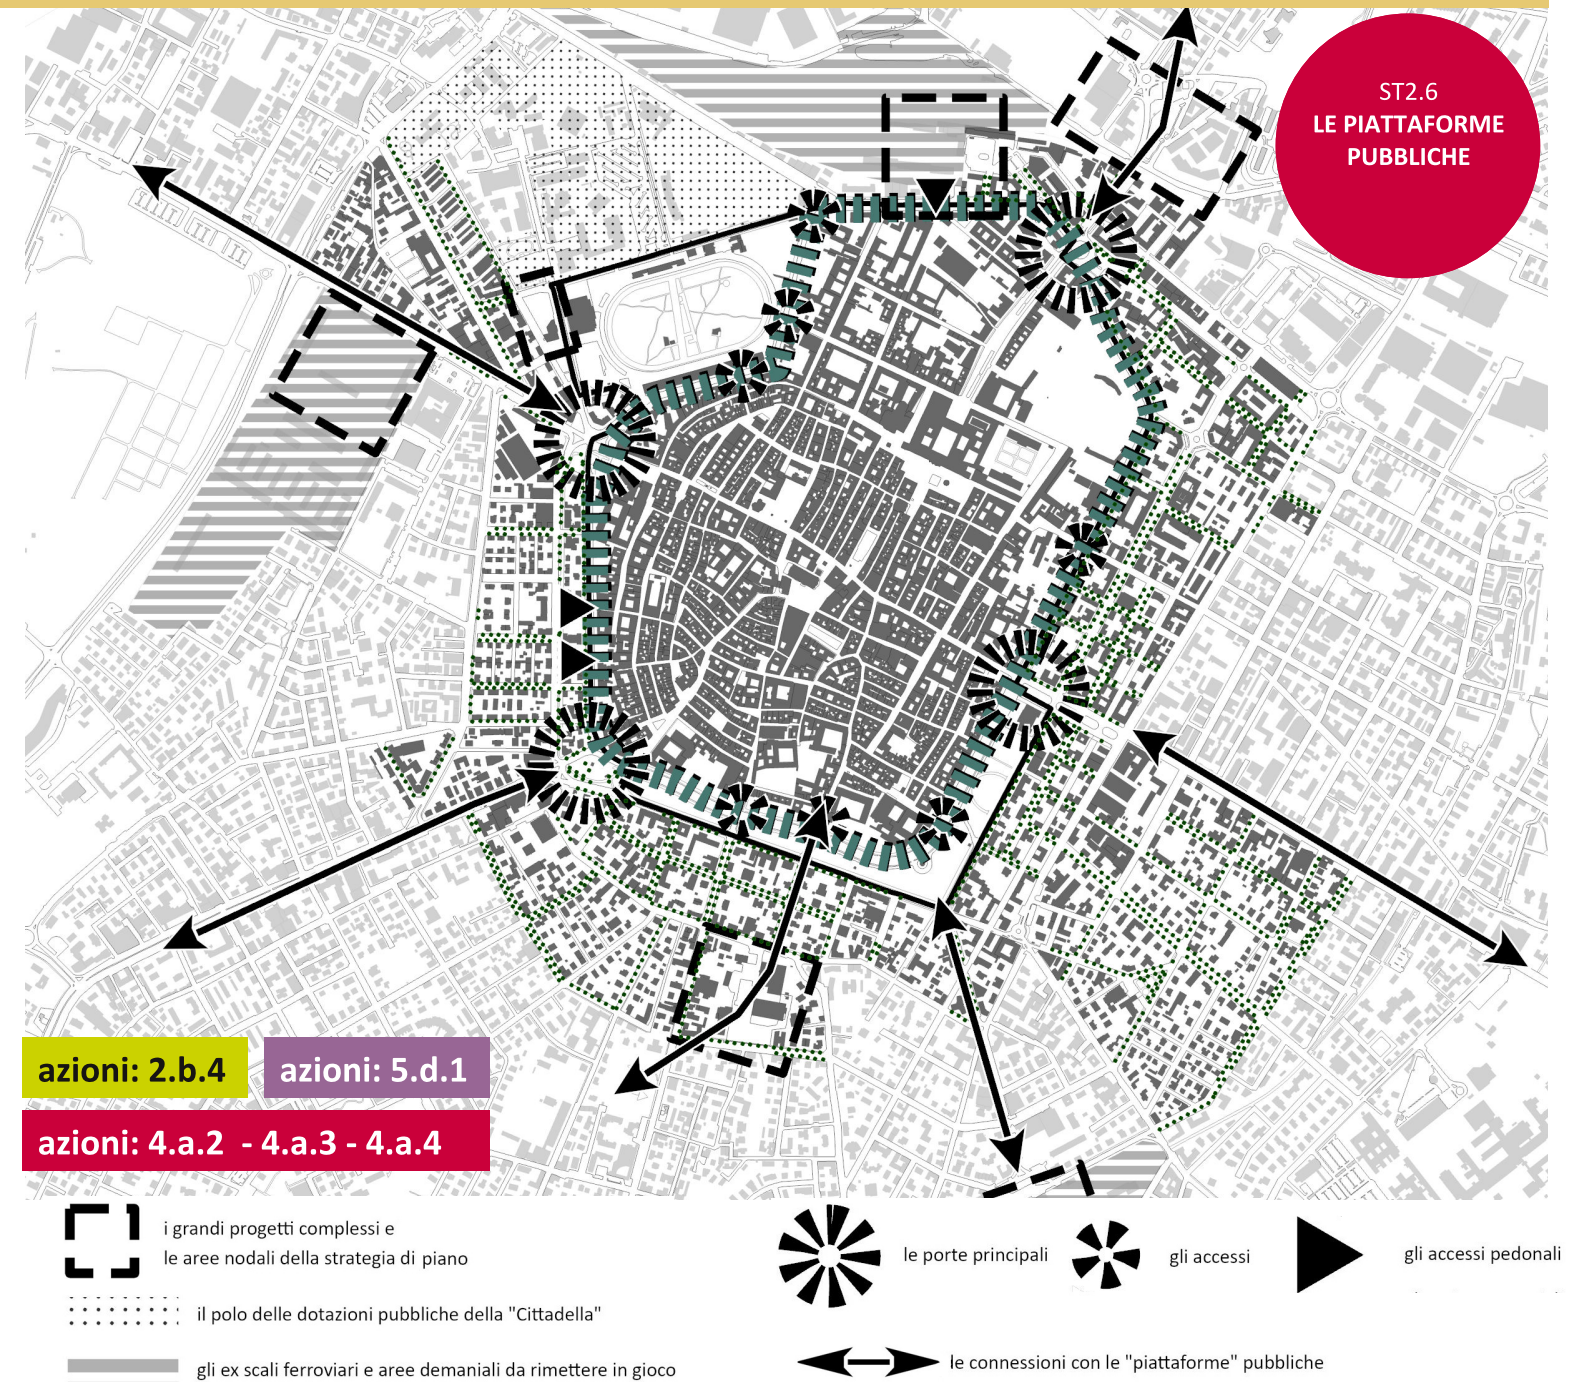 ST2.6
LE PIATTAFORME
PUBBLICHE
azioni: 2.b.4
azioni: 5.d.1
azioni: 4.a.2 - 4.a.3 - 4.a.4
i grandi progetti complessi e
le aree nodali della strategia di piano
il polo delle dotazioni pubbliche della "Cittadella"
gli ex scali ferroviari e aree demaniali da rimettere in gioco
le porte principali
gli accessi
gli accessi pedonali
le connessioni con le "piattaforme" pubbliche